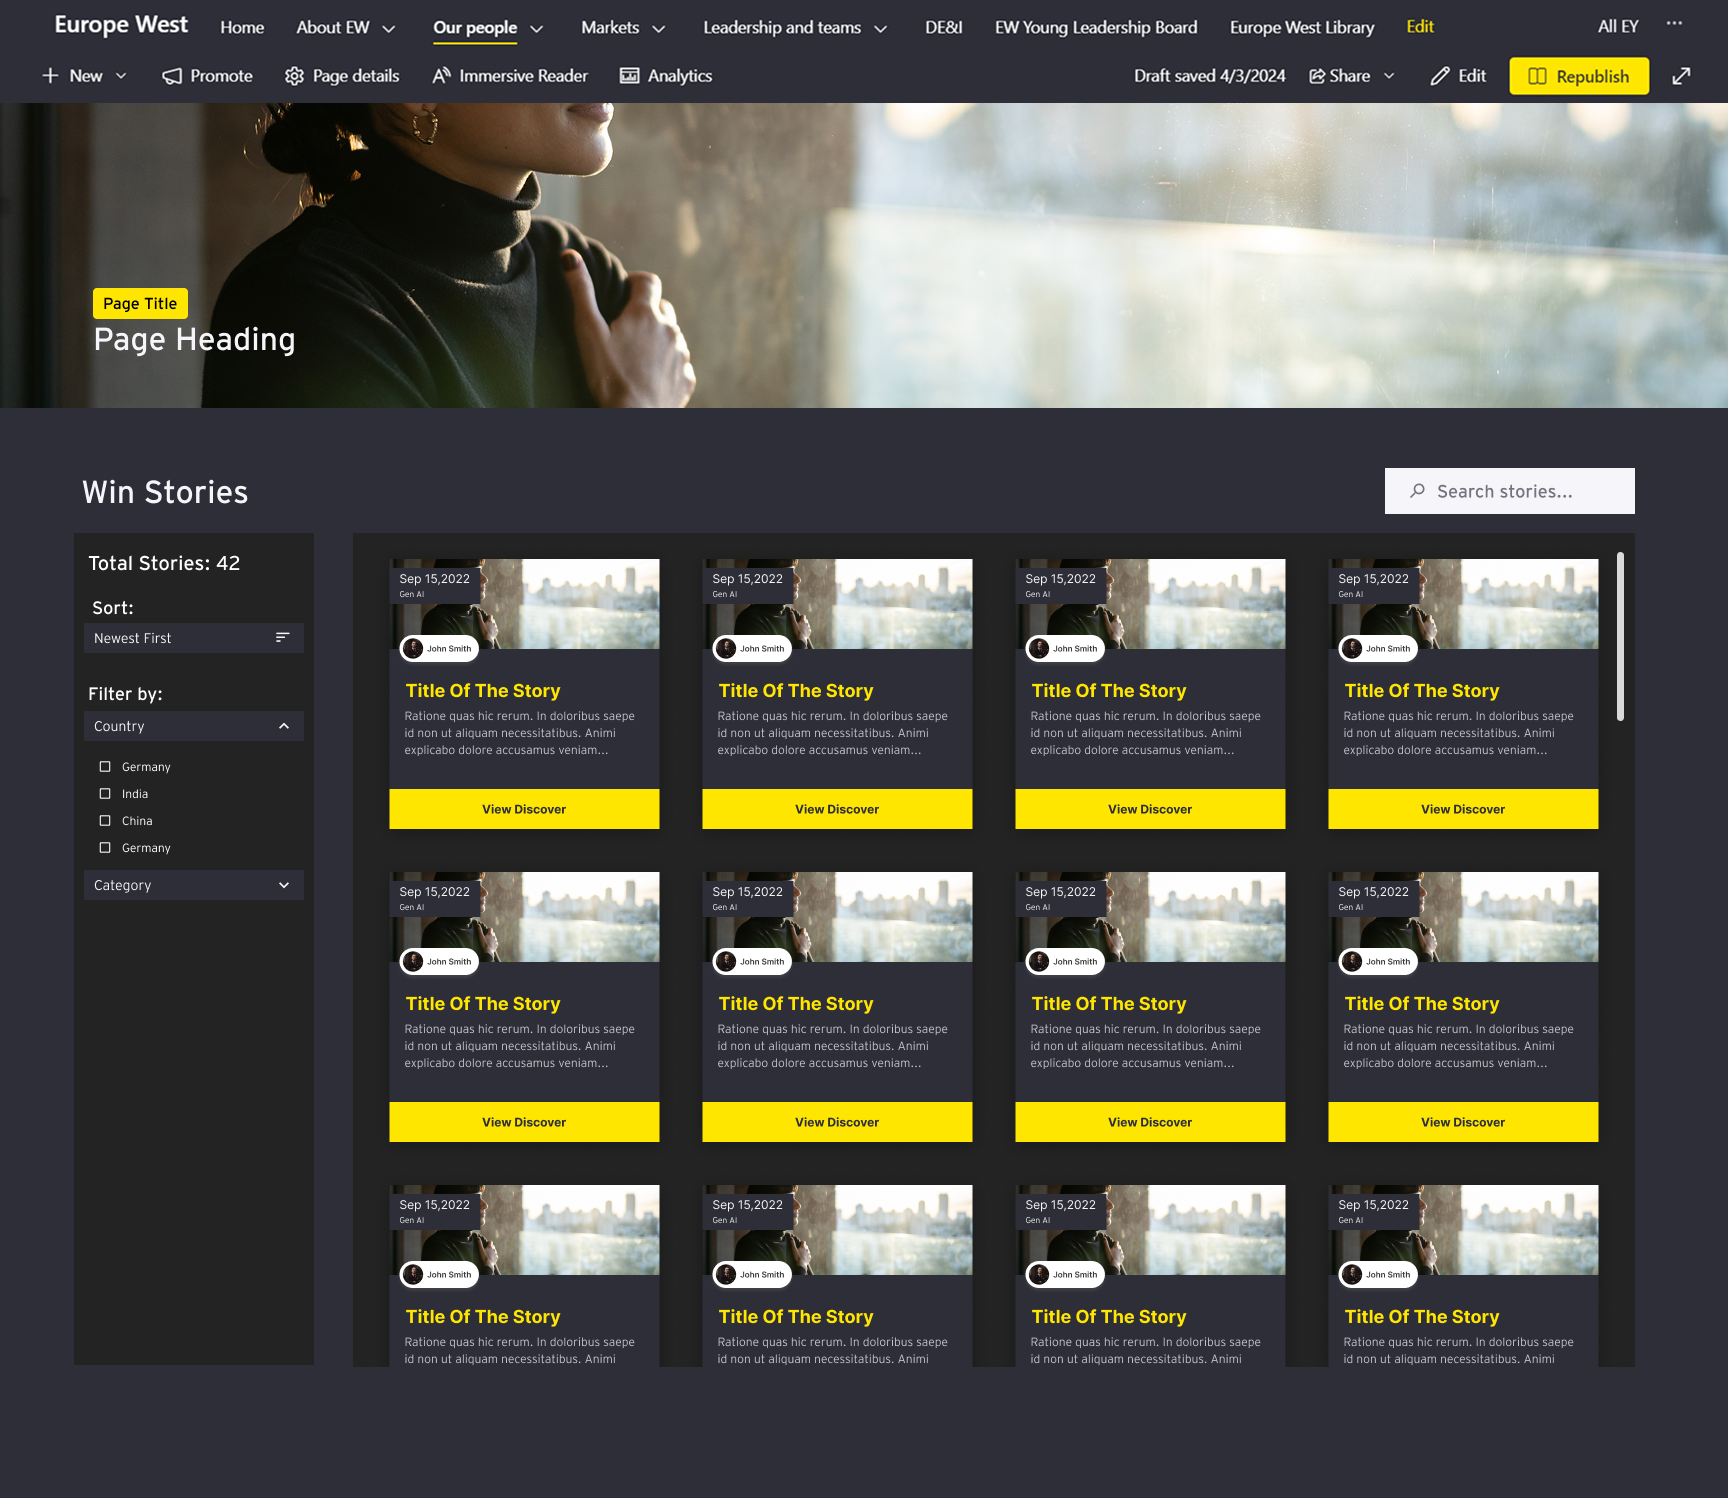 Europe West Home About EW Our people Markets Leadership and teams DE&I EW Young Leadership Board Europe West Library Edit All EY ...
New Promote Page details Immersive Reader Analytics Draft saved 4/3/2024 Share Edit Republish
Page Title
Page Heading
Win Stories
Search stories...
Total Stories: 42
Sort:
Newest First
Filter by:
Country
Germany
India
China
Germany
Category
Sep 15,2022
Gen AI
John Smith
Title Of The Story
Ratione quas hic rerum. In doloribus saepe
id non ut aliquam necessitatibus. Animi
explicabo dolore accusamus veniam...
View Discover
Sep 15,2022
Gen AI
John Smith
Title Of The Story
Ratione quas hic rerum. In doloribus saepe
id non ut aliquam necessitatibus. Animi
explicabo dolore accusamus veniam...
View Discover
Sep 15,2022
Gen AI
John Smith
Title Of The Story
Ratione quas hic rerum. In doloribus saepe
id non ut aliquam necessitatibus. Animi
explicabo dolore accusamus veniam...
View Discover
Sep 15,2022
Gen AI
John Smith
Title Of The Story
Ratione quas hic rerum. In doloribus saepe
id non ut aliquam necessitatibus. Animi
explicabo dolore accusamus veniam...
View Discover
Sep 15,2022
Gen AI
John Smith
Title Of The Story
Ratione quas hic rerum. In doloribus saepe
id non ut aliquam necessitatibus. Animi
explicabo dolore accusamus veniam...
View Discover
Sep 15,2022
Gen AI
John Smith
Title Of The Story
Ratione quas hic rerum. In doloribus saepe
id non ut aliquam necessitatibus. Animi
explicabo dolore accusamus veniam...
View Discover
Sep 15,2022
Gen AI
John Smith
Title Of The Story
Ratione quas hic rerum. In doloribus saepe
id non ut aliquam necessitatibus. Animi
explicabo dolore accusamus veniam...
View Discover
Sep 15,2022
Gen AI
John Smith
Title Of The Story
Ratione quas hic rerum. In doloribus saepe
id non ut aliquam necessitatibus. Animi
explicabo dolore accusamus veniam...
View Discover
Sep 15,2022
Gen AI
John Smith
Title Of The Story
Ratione quas hic rerum. In doloribus saepe
id non ut aliquam necessitatibus. Animi
Sep 15,2022
Gen AI
John Smith
Title Of The Story
Ratione quas hic rerum. In doloribus saepe
id non ut aliquam necessitatibus. Animi
Sep 15,2022
Gen AI
John Smith
Title Of The Story
Ratione quas hic rerum. In doloribus saepe
id non ut aliquam necessitatibus. Animi
Sep 15,2022
Gen AI
John Smith
Title Of The Story
Ratione quas hic rerum. In doloribus saepe
id non ut aliquam necessitatibus. Animi